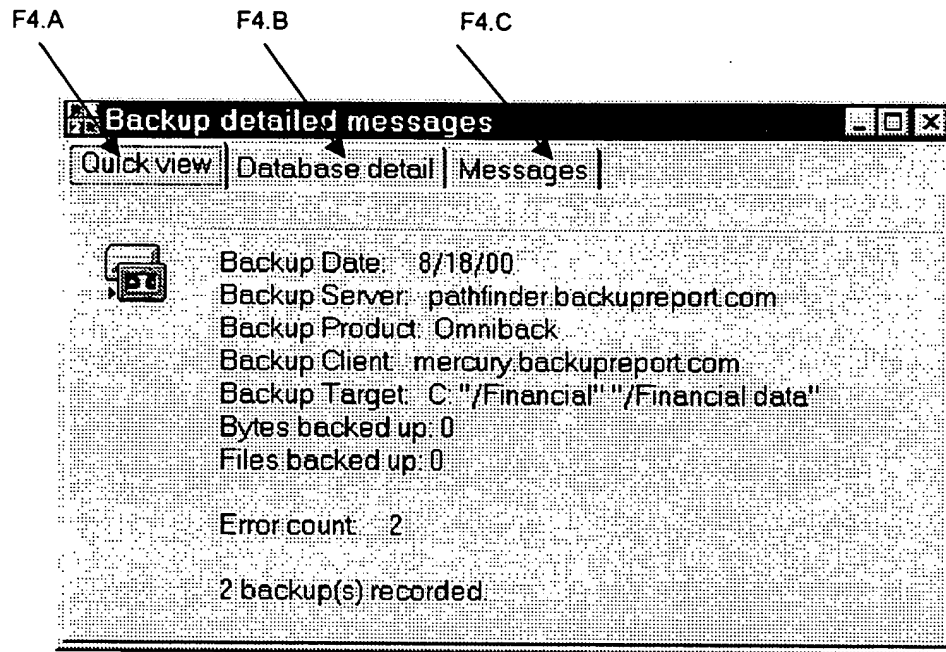 F4.A F4.B F4.C
Backup detailed messages
Quick view Database detail Messages
Backup Date: 8/18/00
Backup Server: pathfinder.backupreport.com
Backup Product: Omniback
Backup Client: mercury.backupreport.com
Backup Target: C: "/Financial" "/Financial data"
Bytes backed up: 0
Files backed up: 0
Error count: 2
2 backup(s) recorded.